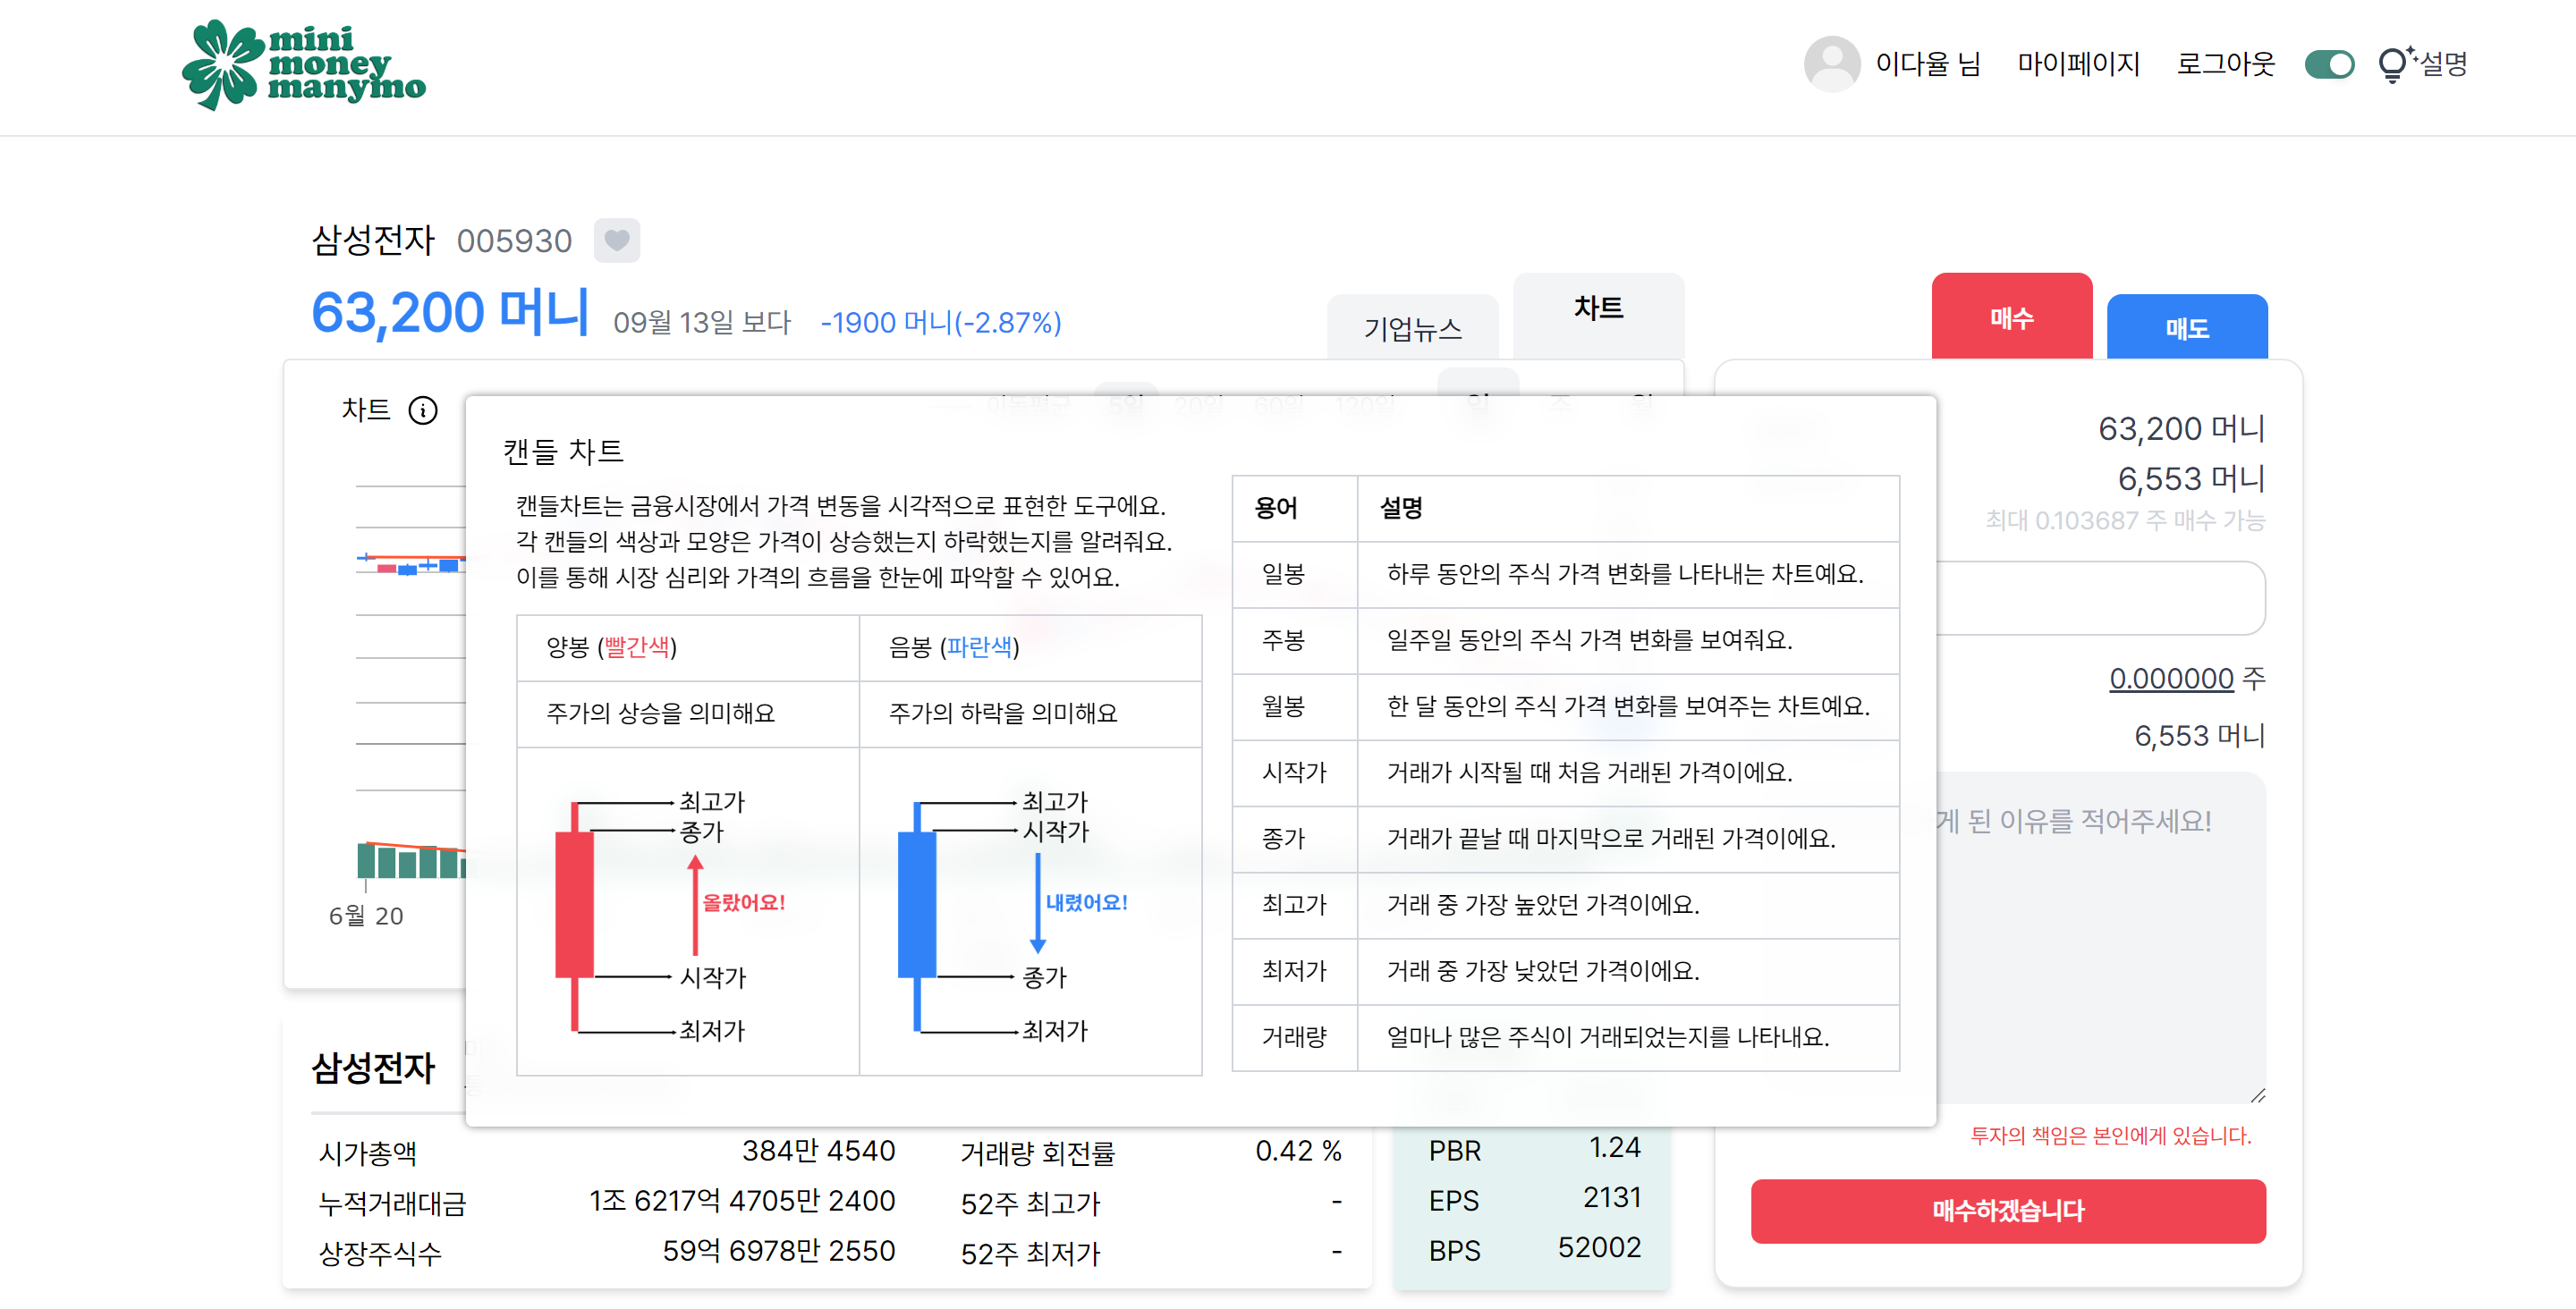 mini
money
manymo
이다율 님 마이페이지 로그아웃 설명
삼성전자 005930
63,200 머니 09월 13일 보다 -1900 머니(-2.87%)
기업뉴스 차트 매수 매도
차트
이동평균 5일 20일 60일 120일 일 주 월
캔들 차트
캔들차트는 금융시장에서 가격 변동을 시각적으로 표현한 도구에요.
각 캔들의 색상과 모양은 가격이 상승했는지 하락했는지를 알려줘요.
이를 통해 시장 심리와 가격의 흐름을 한눈에 파악할 수 있어요.
양봉 (빨간색) 음봉 (파란색)
주가의 상승을 의미해요 주가의 하락을 의미해요
최고가
종가
올랐어요!
시작가
최저가
최고가
시작가
내렸어요!
종가
최저가
용어 설명
일봉 하루 동안의 주식 가격 변화를 나타내는 차트예요.
주봉 일주일 동안의 주식 가격 변화를 보여줘요.
월봉 한 달 동안의 주식 가격 변화를 보여주는 차트예요.
시작가 거래가 시작될 때 처음 거래된 가격이에요.
종가 거래가 끝날 때 마지막으로 거래된 가격이에요.
최고가 거래 중 가장 높았던 가격이에요.
최저가 거래 중 가장 낮았던 가격이에요.
거래량 얼마나 많은 주식이 거래되었는지를 나타내요.
6월 20
63,200 머니
6,553 머니
최대 0.103687 주 매수 가능
0.000000 주
6,553 머니
게 된 이유를 적어주세요!
투자의 책임은 본인에게 있습니다.
매수하겠습니다
삼성전자
시가총액 384만 4540 거래량 회전률 0.42 %
누적거래대금 1조 6217억 4705만 2400 52주 최고가 -
상장주식수 59억 6978만 2550 52주 최저가 -
PBR 1.24
EPS 2131
BPS 52002